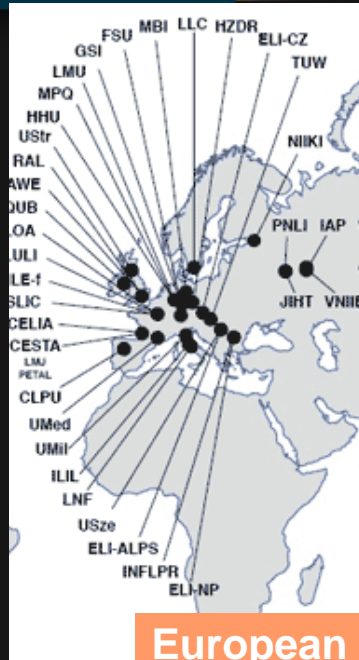 LLC
MBI
HZDR
FSU
ELI-CZ
GSI
TUW
LMU
MPQ
HHU
UStr
NIIKI
RAL
AWE
QUB
LOA
PNLI IAP
LULI
ILE-f
SLIC
JIHT VNIIE
CELIA
CESTA
LMJ
PETAL
CLPU
UMed
UMil
ILIL
LNF
USze
ELI-ALPS
INFLPR
ELI-NP
European